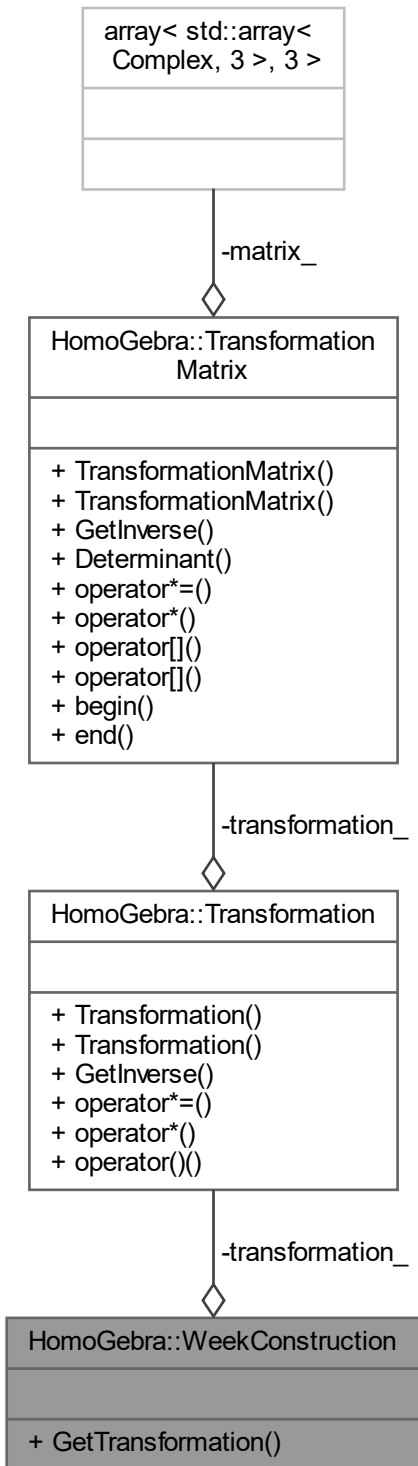 array< std::array<
Complex, 3 >, 3 >
-matrix_
HomoGebra::Transformation
Matrix
+ TransformationMatrix()
+ TransformationMatrix()
+ GetInverse()
+ Determinant()
+ operator*=()
+ operator*()
+ operator[]()
+ operator[]()
+ begin()
+ end()
-transformation_
HomoGebra::Transformation
+ Transformation()
+ Transformation()
+ GetInverse()
+ operator*=()
+ operator*()
+ operator()()
-transformation_
HomoGebra::WeekConstruction
+ GetTransformation()